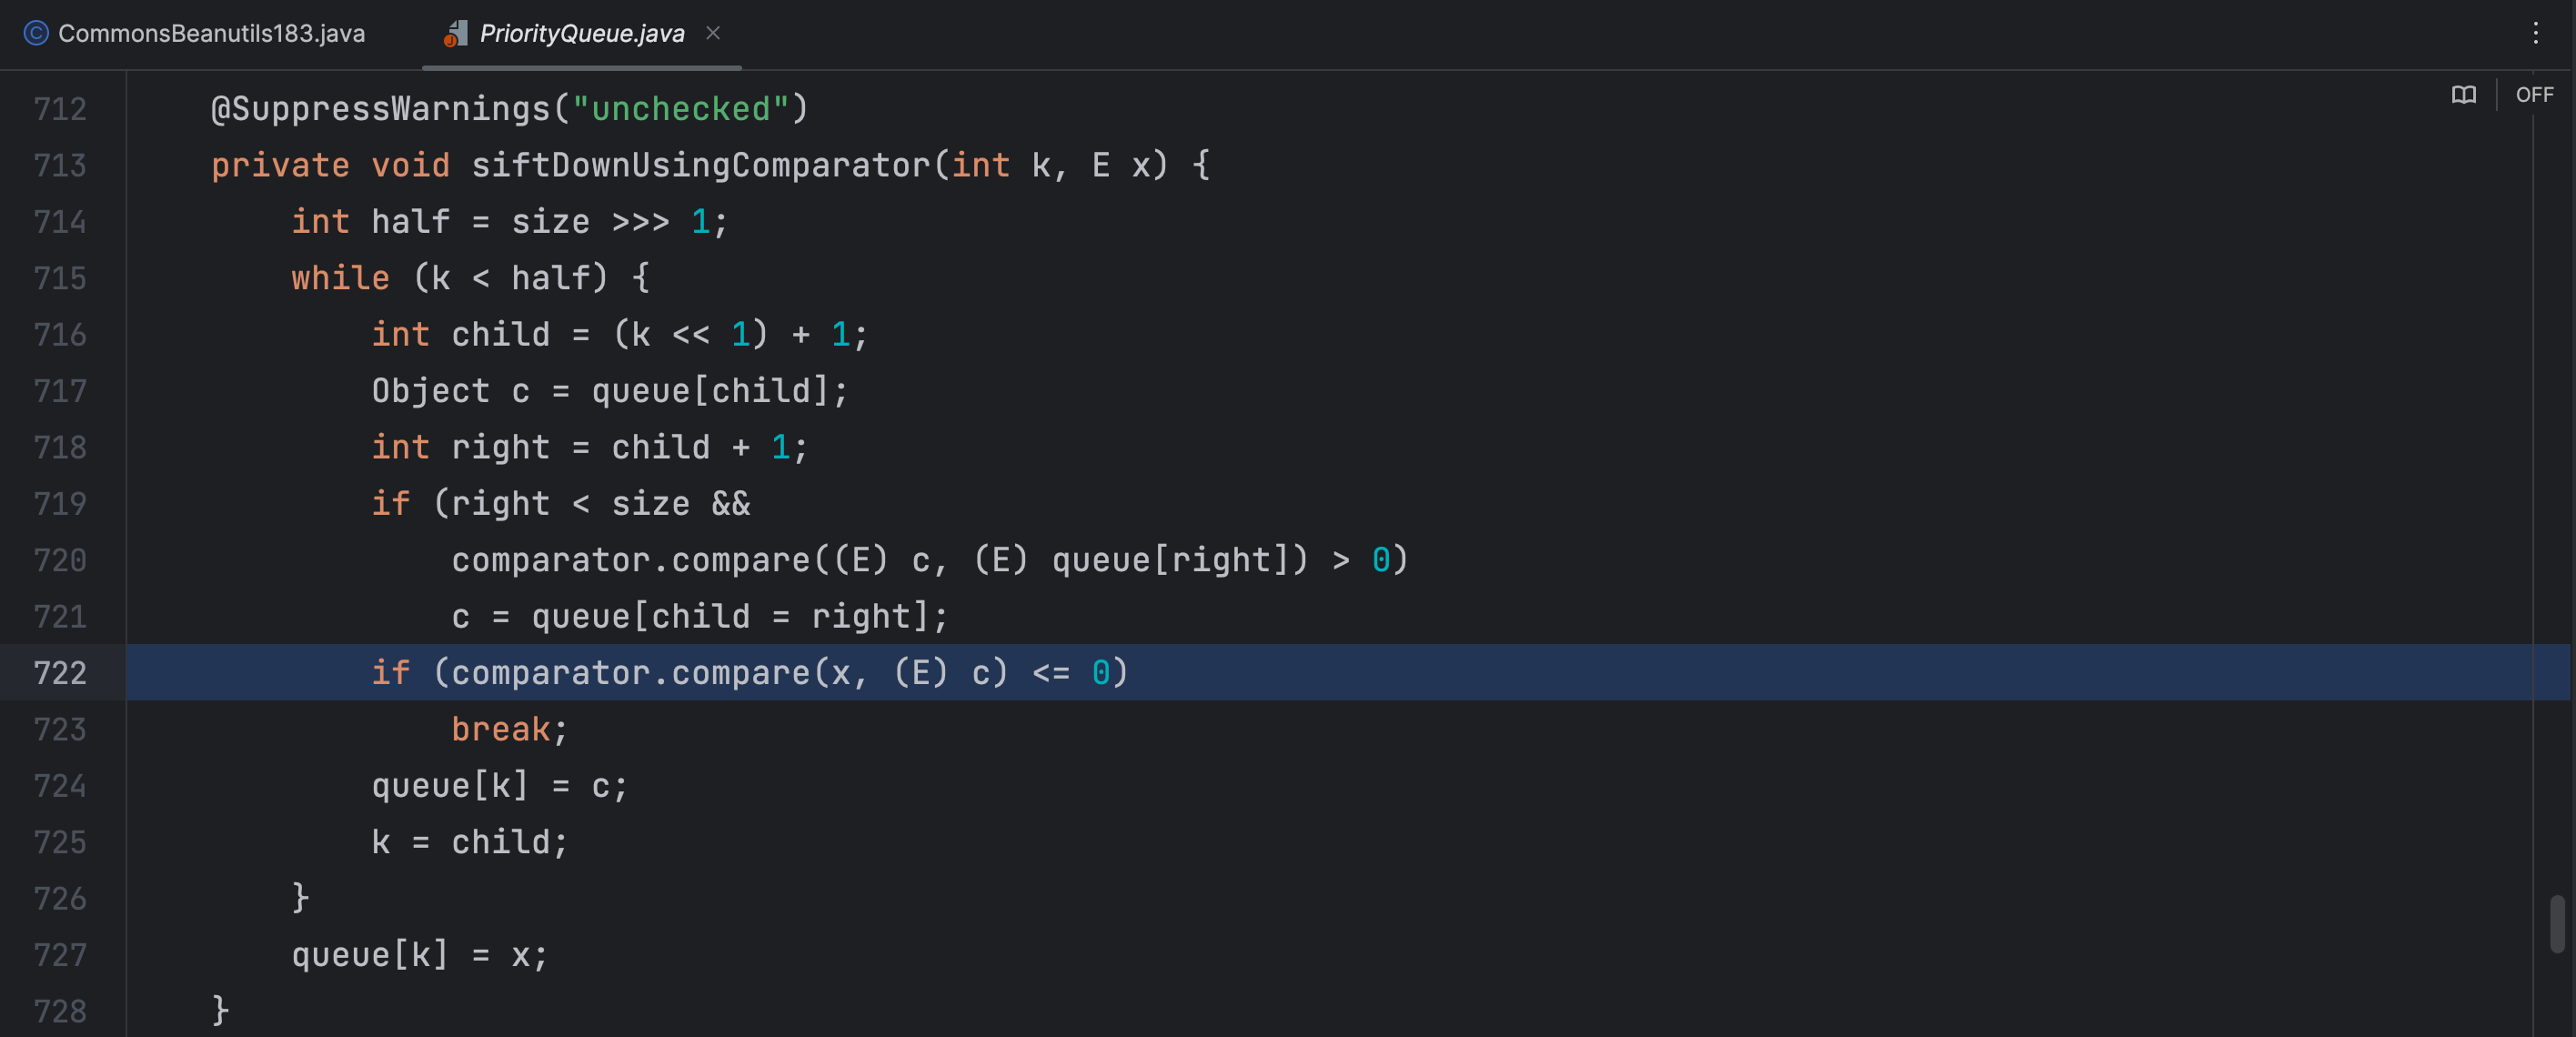 CommonsBeanutils183.java PriorityQueue.java
OFF
712 @SuppressWarnings("unchecked")
713 private void siftDownUsingComparator(int k, E x) {
714 int half = size >>> 1;
715 while (k < half) {
716 int child = (k << 1) + 1;
717 Object c = queue[child];
718 int right = child + 1;
719 if (right < size &&
720 comparator.compare((E) c, (E) queue[right]) > 0)
721 c = queue[child = right];
722 if (comparator.compare(x, (E) c) <= 0)
723 break;
724 queue[k] = c;
725 k = child;
726 }
727 queue[k] = x;
728 }